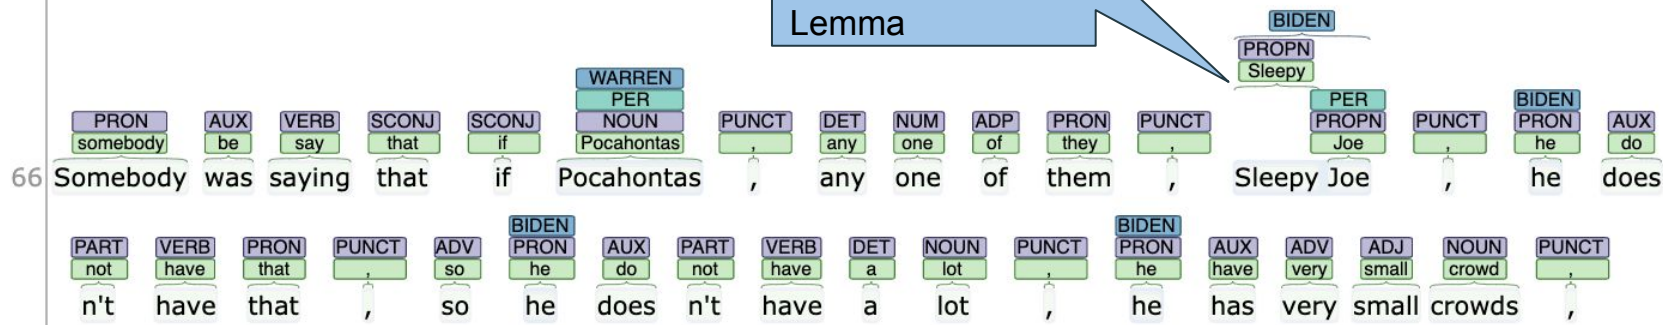 Lemma
BIDEN
PROPN
Sleepy
WARREN
PER PER BIDEN
PRON AUX VERB SCONJ SCONJ NOUN PUNCT DET NUM ADP PRON PUNCT PROPN PUNCT PRON AUX
somebody be say that if Pocahontas , any one of they , Joe , he do
66 Somebody was saying that if Pocahontas , any one of them , Sleepy Joe , he does
BIDEN BIDEN
PART VERB PRON PUNCT ADV PRON AUX PART VERB DET NOUN PUNCT PRON AUX ADV ADJ NOUN PUNCT
not have that , so he do not have a lot , he have very small crowd ,
n't have that , so he does n't have a lot , he has very small crowds ,